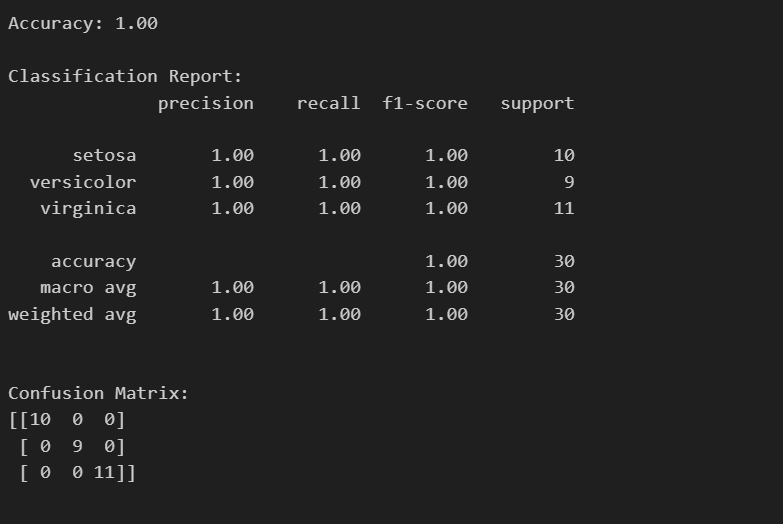 Accuracy: 1.00
Classification Report:
precision recall f1-score support
setosa 1.00 1.00 1.00 10
versicolor 1.00 1.00 1.00 9
virginica 1.00 1.00 1.00 11
accuracy 1.00 30
macro avg 1.00 1.00 1.00 30
weighted avg 1.00 1.00 1.00 30
Confusion Matrix:
[[10 0 0]
[ 0 9 0]
[ 0 0 11]]